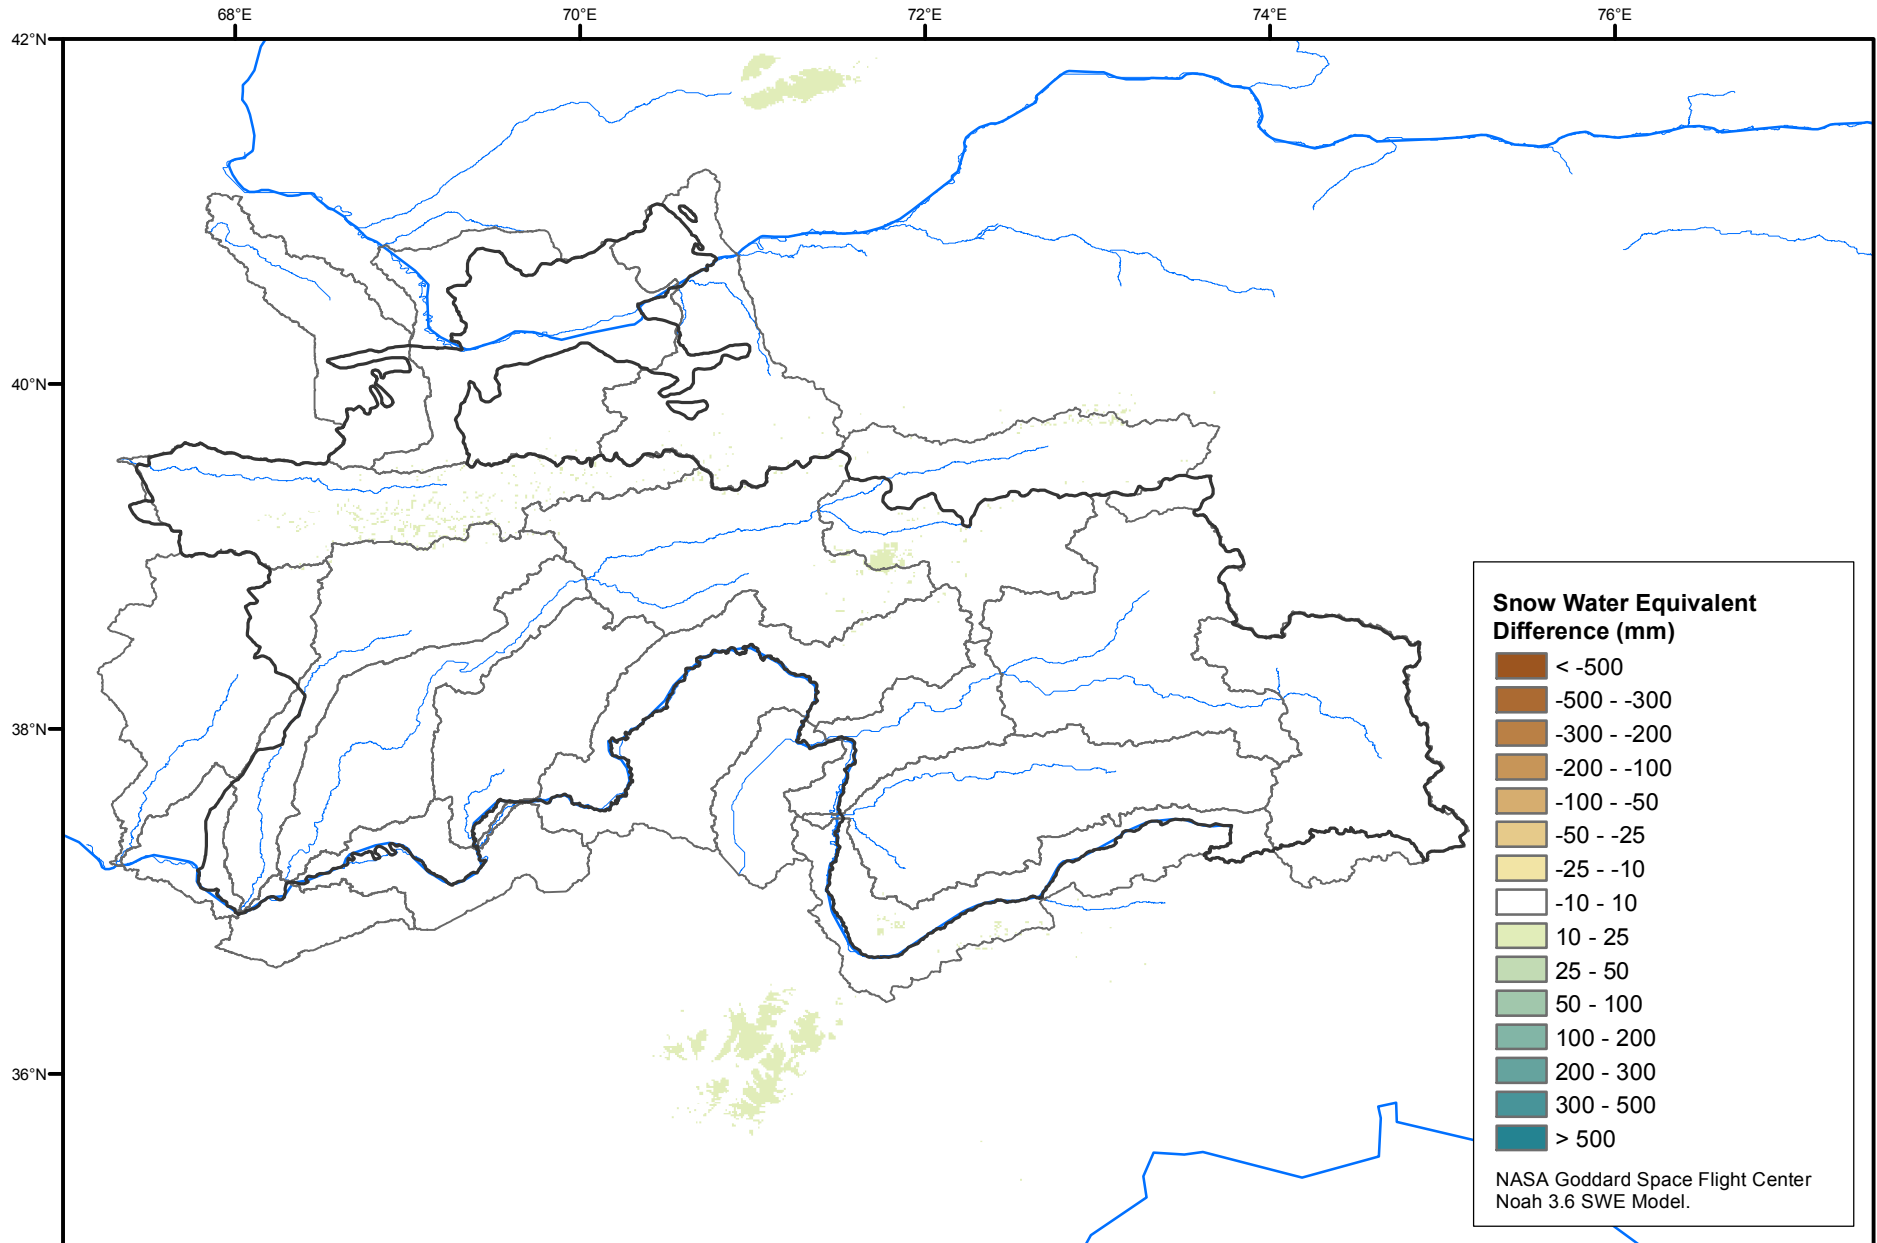 68°E 70°E 72°E 74°E 76°E
42°N
40°N
38°N
36°N
Snow Water Equivalent
Difference (mm)
< -500
-500 - -300
-300 - -200
-200 - -100
-100 - -50
-50 - -25
-25 - -10
-10 - 10
10 - 25
25 - 50
50 - 100
100 - 200
200 - 300
300 - 500
> 500
NASA Goddard Space Flight Center
Noah 3.6 SWE Model.